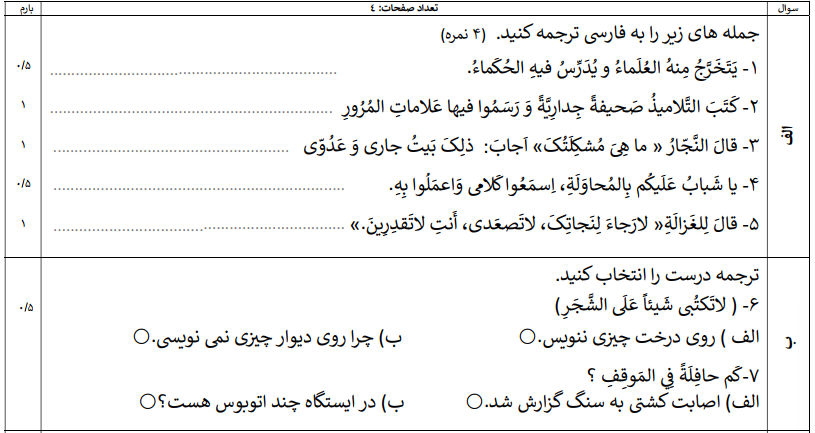 سوال تعداد صفحات: ٤ بارم
الف جمله های زیر را به فارسی ترجمه کنید. (۴ نمره)
۱- یَتَخَرَّجُ مِنهُ العُلَماءُ و یُدَرِّسُ فیهِ الحُکَماءُ. ................................................................ ۰/۵
۲- کَتَبَ التَّلامیذُ صَحیفةً جِداریَّةً وَ رَسَمُوا فیها عَلاماتِ المُرُورِ ............................................................ ۱
۳- قالَ النَّجّارُ « ما هِیَ مُشکِلَتُکَ» اَجابَ: ذلِکَ بَیتُ جاری وَ عَدُوّی .................................................. ۱
۴- یا شَبابُ عَلَیکُم بِالمُحاوَلَةِ، اِسمَعُوا کَلامی وَاعمَلُوا بِهِ. ............................................................ ۰/۵
۵- قالَ لِلغَزالَةِ« لارَجاءَ لِنَجاتِکَ، لاتَصعَدی، أَنتِ لاتَقدِرینَ.» ............................................................ ۱
ب ترجمه درست را انتخاب کنید.
۶- ( لاتَکتُبی شَیئاً عَلَی الشَّجَرِ) ۰/۵
الف ) روی درخت چیزی ننویس.○ ب) چرا روی دیوار چیزی نمی نویسی.○
۷-کَم حافِلَةً فِي المَوقِفِ ؟
الف) اصابت کشتی به سنگ گزارش شد.○ ب) در ایستگاه چند اتوبوس هست؟○